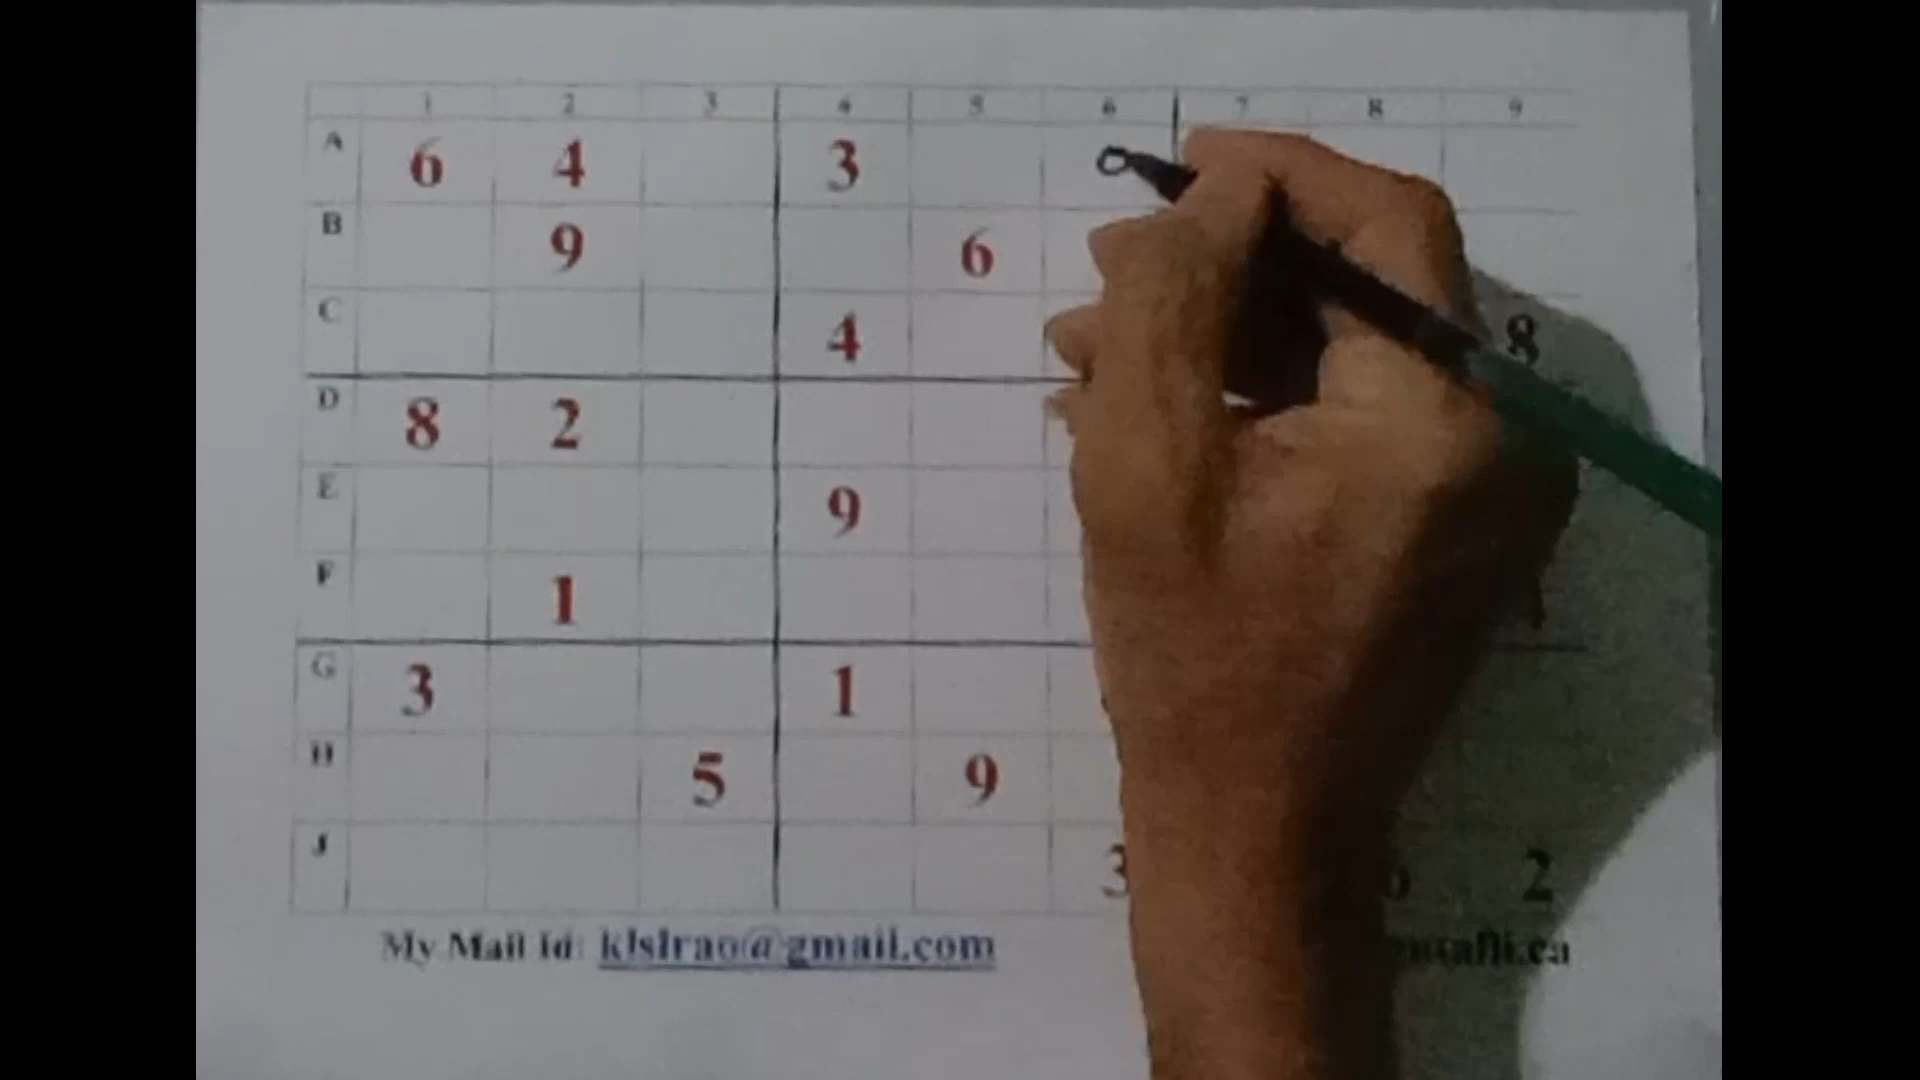 1 2 3 4 5 6 7 8 9
A 6 4 3
B 9 6
C 4 8
D 8 2
E 9
F 1
G 3 1
H 5 9
J 3 2
My Mail Id: klslrao@gmail.com